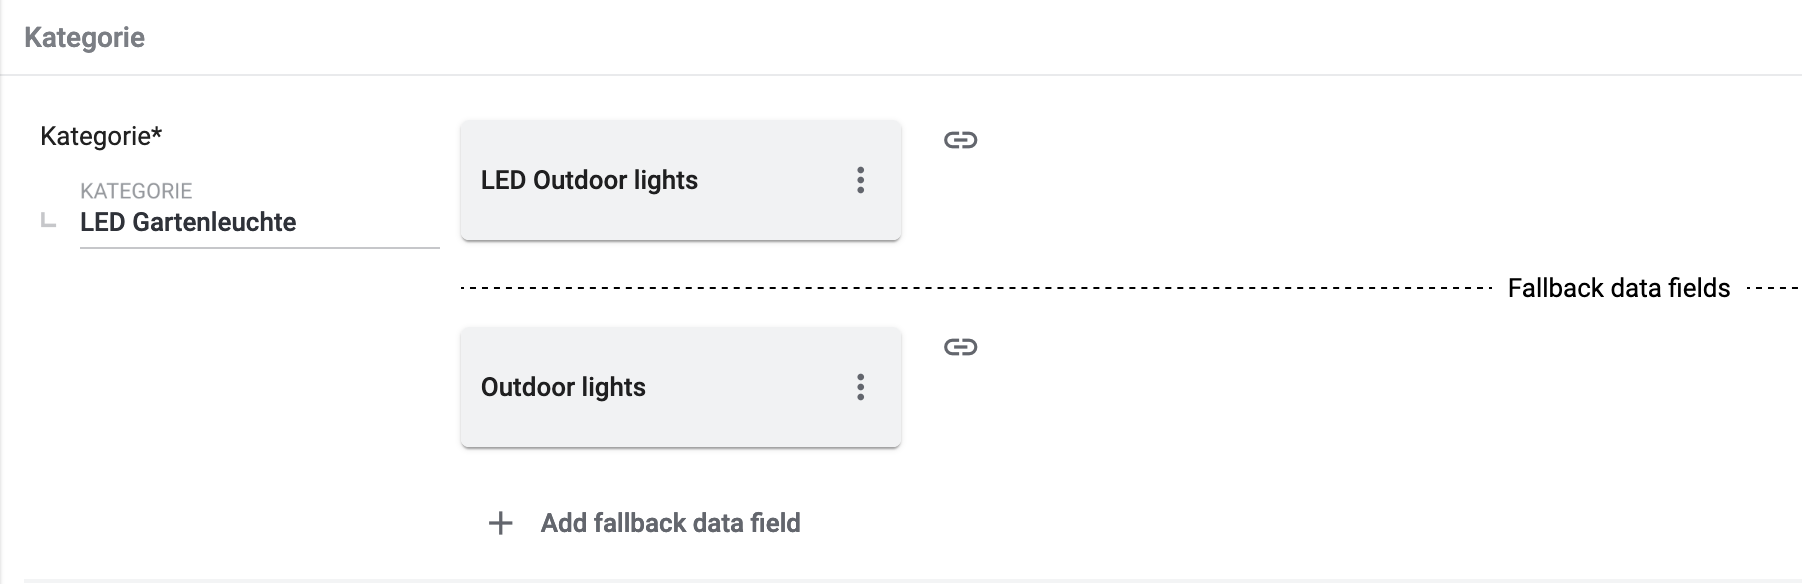 Kategorie
Kategorie*
KATEGORIE
LED Gartenleuchte
LED Outdoor lights
Fallback data fields
Outdoor lights
Add fallback data field